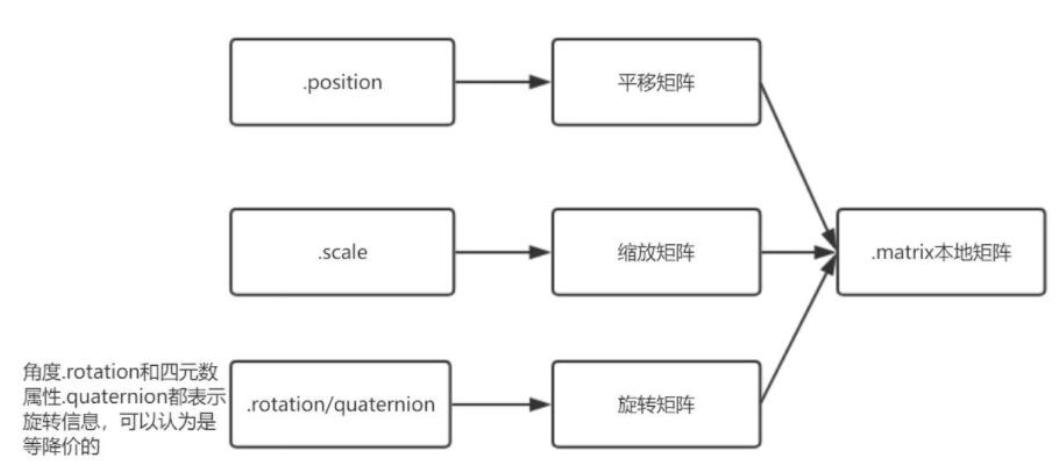 .position
平移矩阵
.scale
缩放矩阵
.matrix本地矩阵
角度.rotation和四元数
属性.quaternion都表示
旋转信息，可以认为是
等降价的
.rotation/quaternion
旋转矩阵